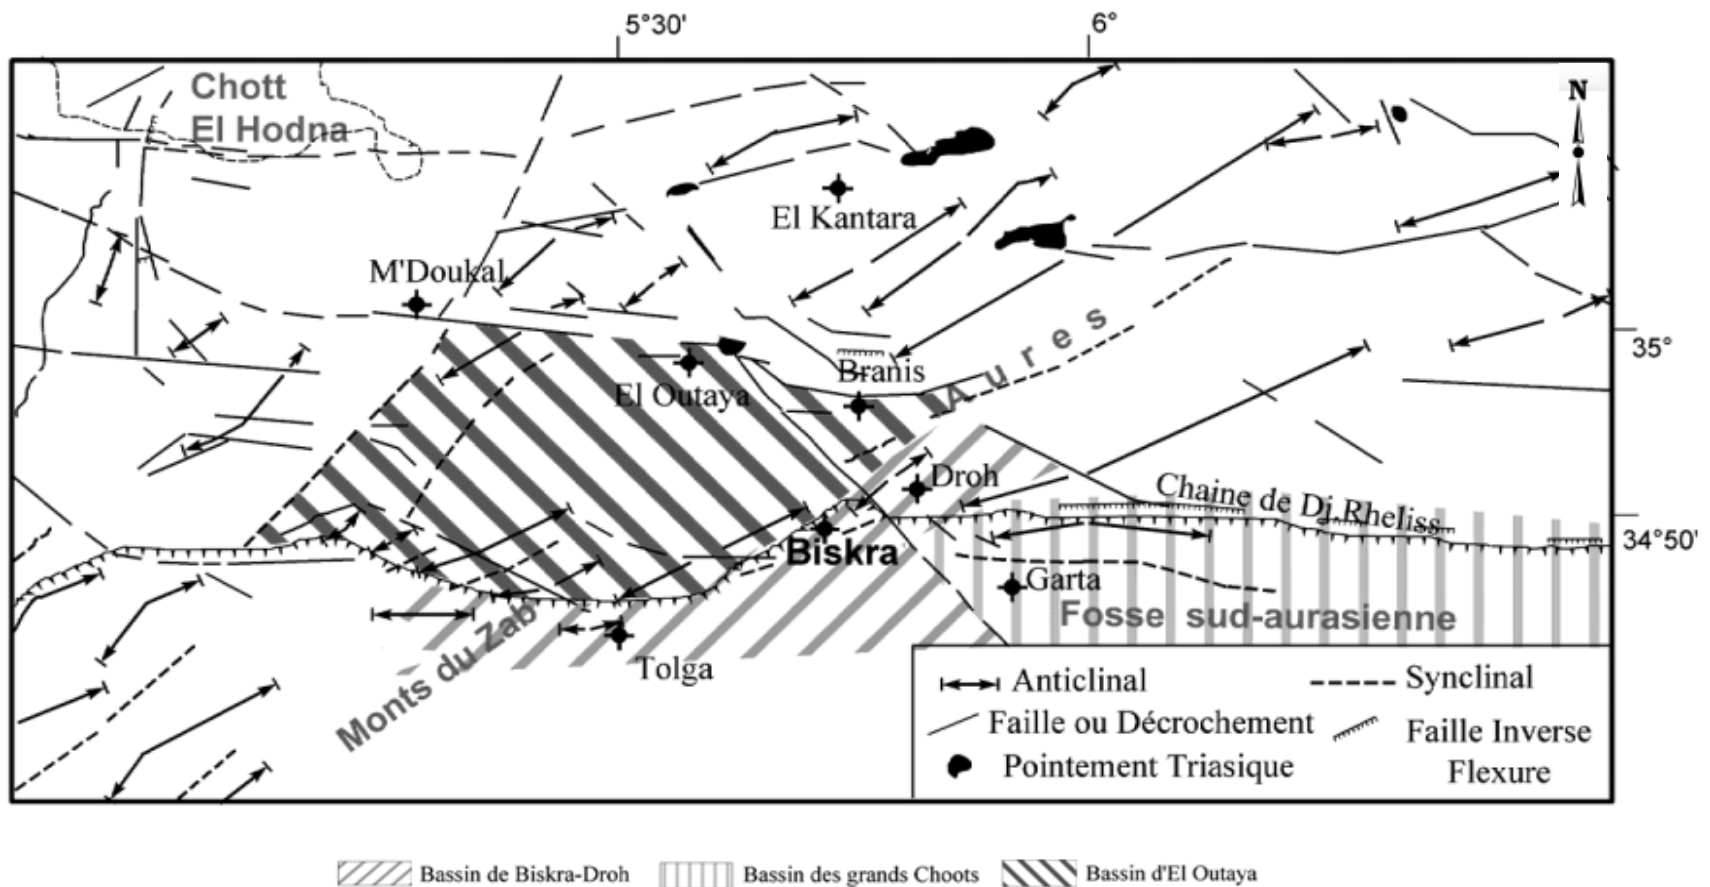 5°30'
6°
Chott
El Hodna
N
El Kantara
M'Doukal
35°
Aures
Branis
El Outaya
Droh
Chaine de Dj.Rheliss
Biskra
34°50'
Garta
Fosse sud-aurasienne
Monts du Zab
Tolga
Anticlinal
Synclinal
Faille ou Décrochement
Faille Inverse
Flexure
Pointement Triasique
Bassin de Biskra-Droh
Bassin des grands Choots
Bassin d'El Outaya